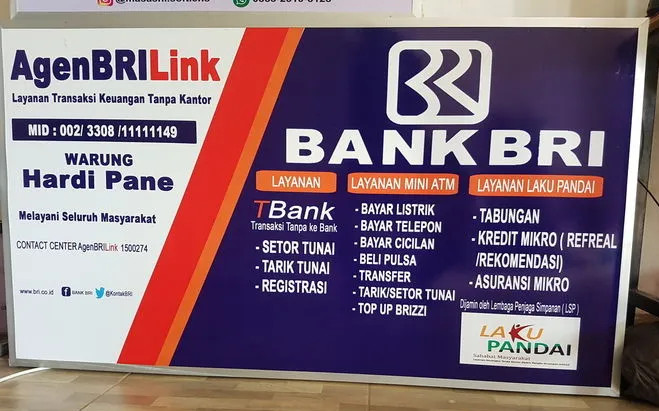 AgenBRILink
Layanan Transaksi Keuangan Tanpa Kantor
MID : 002/ 3308 /11111149
WARUNG
Hardi Pane
Melayani Seluruh Masyarakat
CONTACT CENTER AgenBRILink 1500274
www.bri.co.id
BANK BRI
@KontakBRI
BANK BRI
LAYANAN
TBank
Transaksi Tanpa ke Bank
- SETOR TUNAI
- TARIK TUNAI
- REGISTRASI
LAYANAN MINI ATM
- BAYAR LISTRIK
- BAYAR TELEPON
- BAYAR CICILAN
- BELI PULSA
- TRANSFER
- TARIK/SETOR TUNAI
- TOP UP BRIZZI
LAYANAN LAKU PANDAI
- TABUNGAN
- KREDIT MIKRO ( REFREAL
/REKOMENDASI)
- ASURANSI MIKRO
Dijamin oleh Lembaga Penjaga Simpanan ( LSP )
LAKU
PANDAI
Sahabat Masyarakat